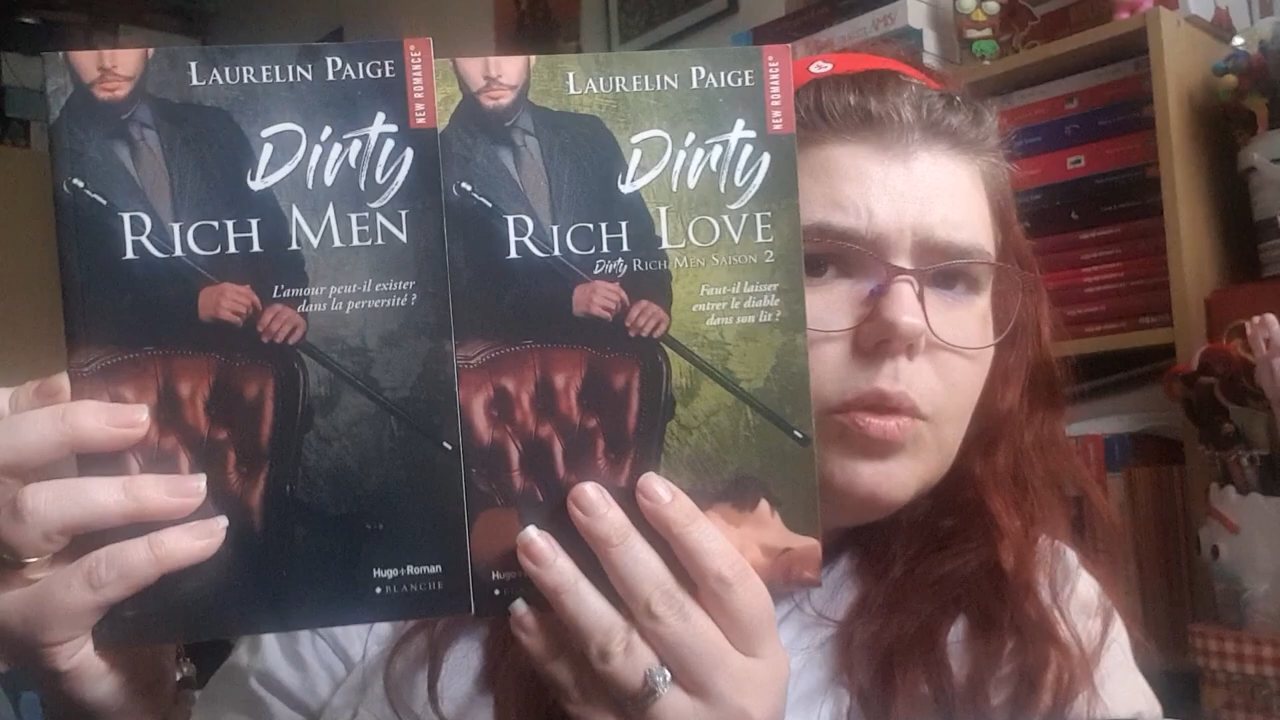 LAURELIN PAIGE
NEW ROMANCE®
Dirty
RICH MEN
L'amour peut-il exister
dans la perversité ?
Hugo+Roman
BLANCHE
LAURELIN PAIGE
NEW ROMANCE®
Dirty
RICH LOVE
Dirty RICH MEN SAISON 2
Faut-il laisser
entrer le diable
dans son lit ?